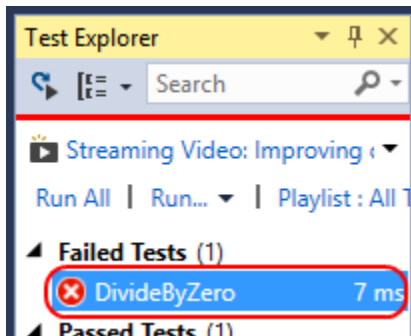 Test Explorer
Search
Streaming Video: Improving
Run All | Run... | Playlist : All
Failed Tests (1)
DivideByZero 7 ms
Passed Tests (1)